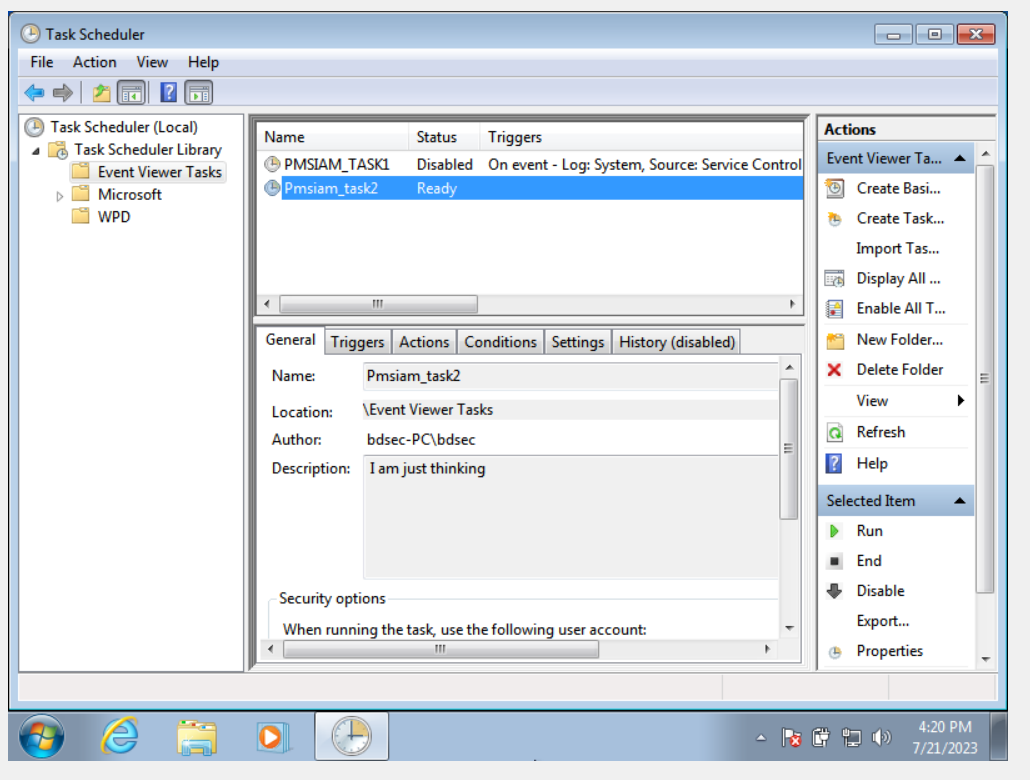 Task Scheduler
File Action View Help
Task Scheduler (Local)
Task Scheduler Library
Event Viewer Tasks
Microsoft
WPD
Name Status Triggers
PMSIAM_TASK1 Disabled On event - Log: System, Source: Service Control
Pmsiam_task2 Ready
General Triggers Actions Conditions Settings History (disabled)
Name: Pmsiam_task2
Location: \Event Viewer Tasks
Author: bdsec-PC\bdsec
Description: I am just thinking
Security options
When running the task, use the following user account:
Actions
Event Viewer Ta...
Create Basi...
Create Task...
Import Tas...
Display All ...
Enable All T...
New Folder...
Delete Folder
View
Refresh
Help
Selected Item
Run
End
Disable
Export...
Properties
4:20 PM
7/21/2023